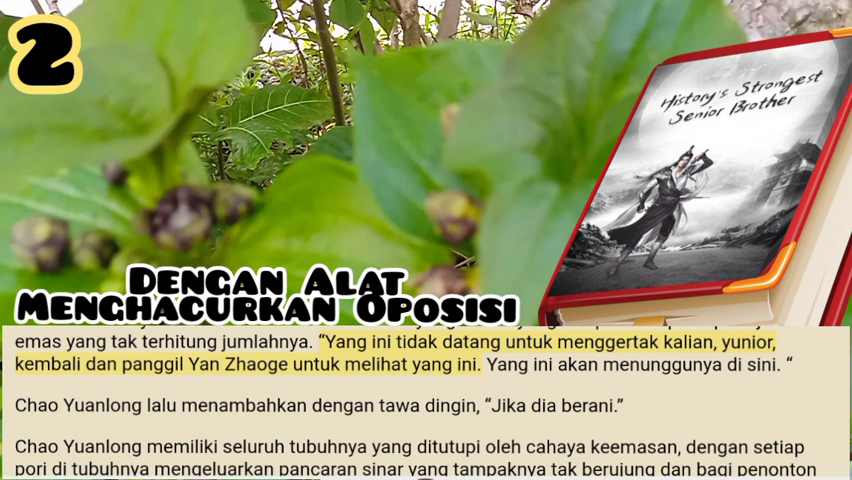 2
History's Strongest
Senior Brother
DENGAN ALAT
MENGHACURKAN OPOSISI
emas yang tak terhitung jumlahnya. “Yang ini tidak datang untuk menggertak kalian, yunior,
kembali dan panggil Yan Zhaoge untuk melihat yang ini. Yang ini akan menunggunya di sini. “
Chao Yuanlong lalu menambahkan dengan tawa dingin, “Jika dia berani.”
Chao Yuanlong memiliki seluruh tubuhnya yang ditutupi oleh cahaya keemasan, dengan setiap
pori di tubuhnya mengeluarkan pancaran sinar yang tampaknya tak berujung dan bagi penonton